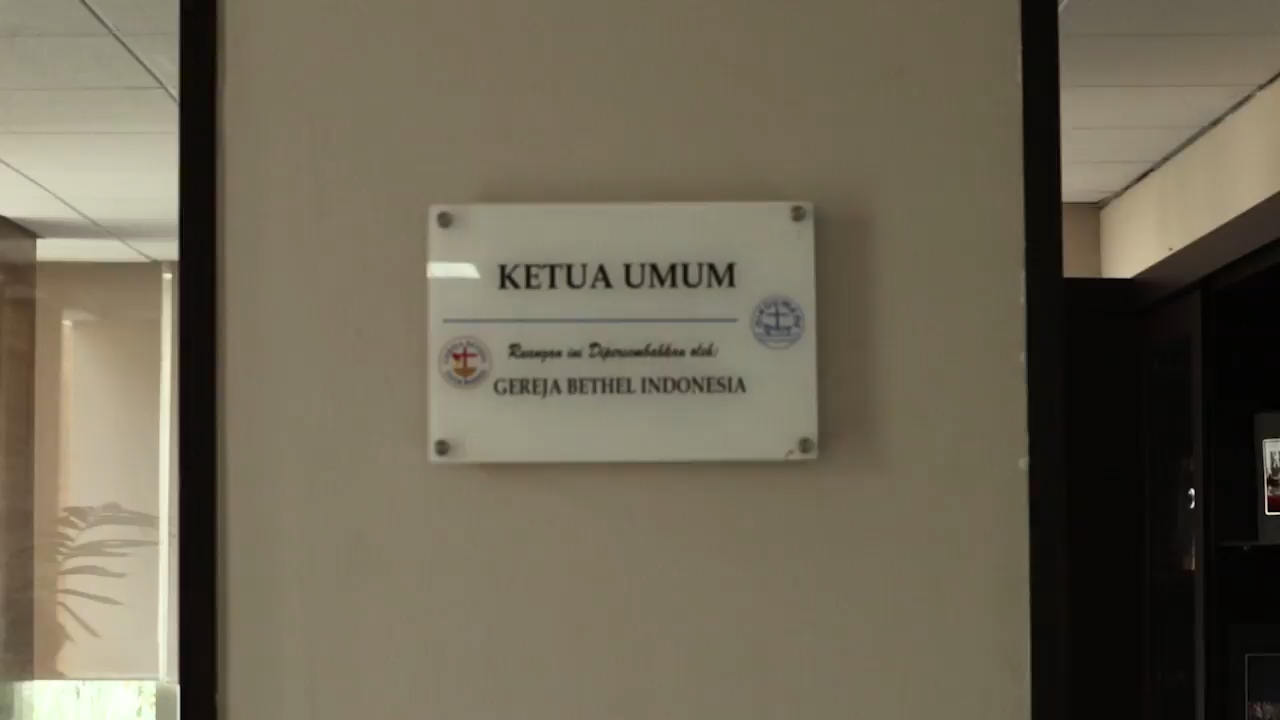 KETUA UMUM
Ruangan ini Dipersembahkan oleh:
GEREJA BETHEL INDONESIA